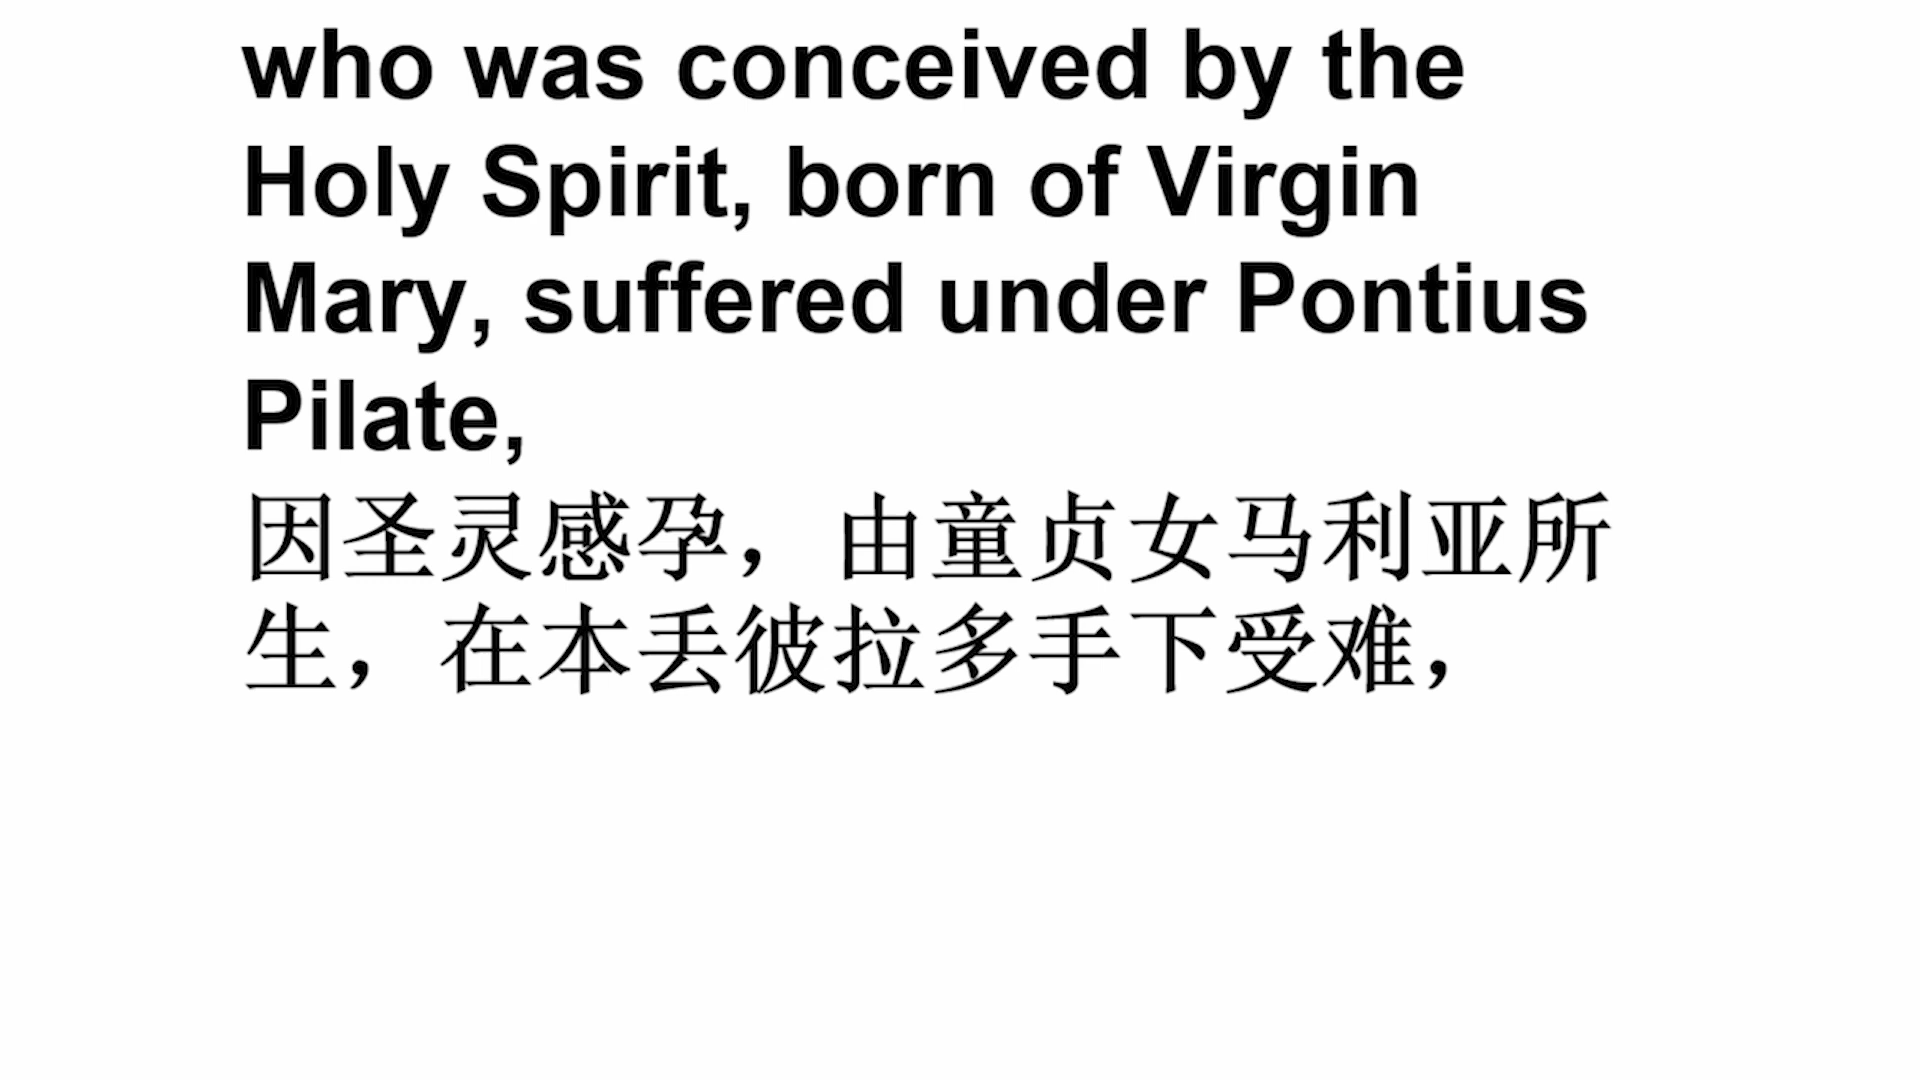 who was conceived by the
Holy Spirit, born of Virgin
Mary, suffered under Pontius
Pilate,
因圣灵感孕，由童贞女马利亚所
生，在本丢彼拉多手下受难，